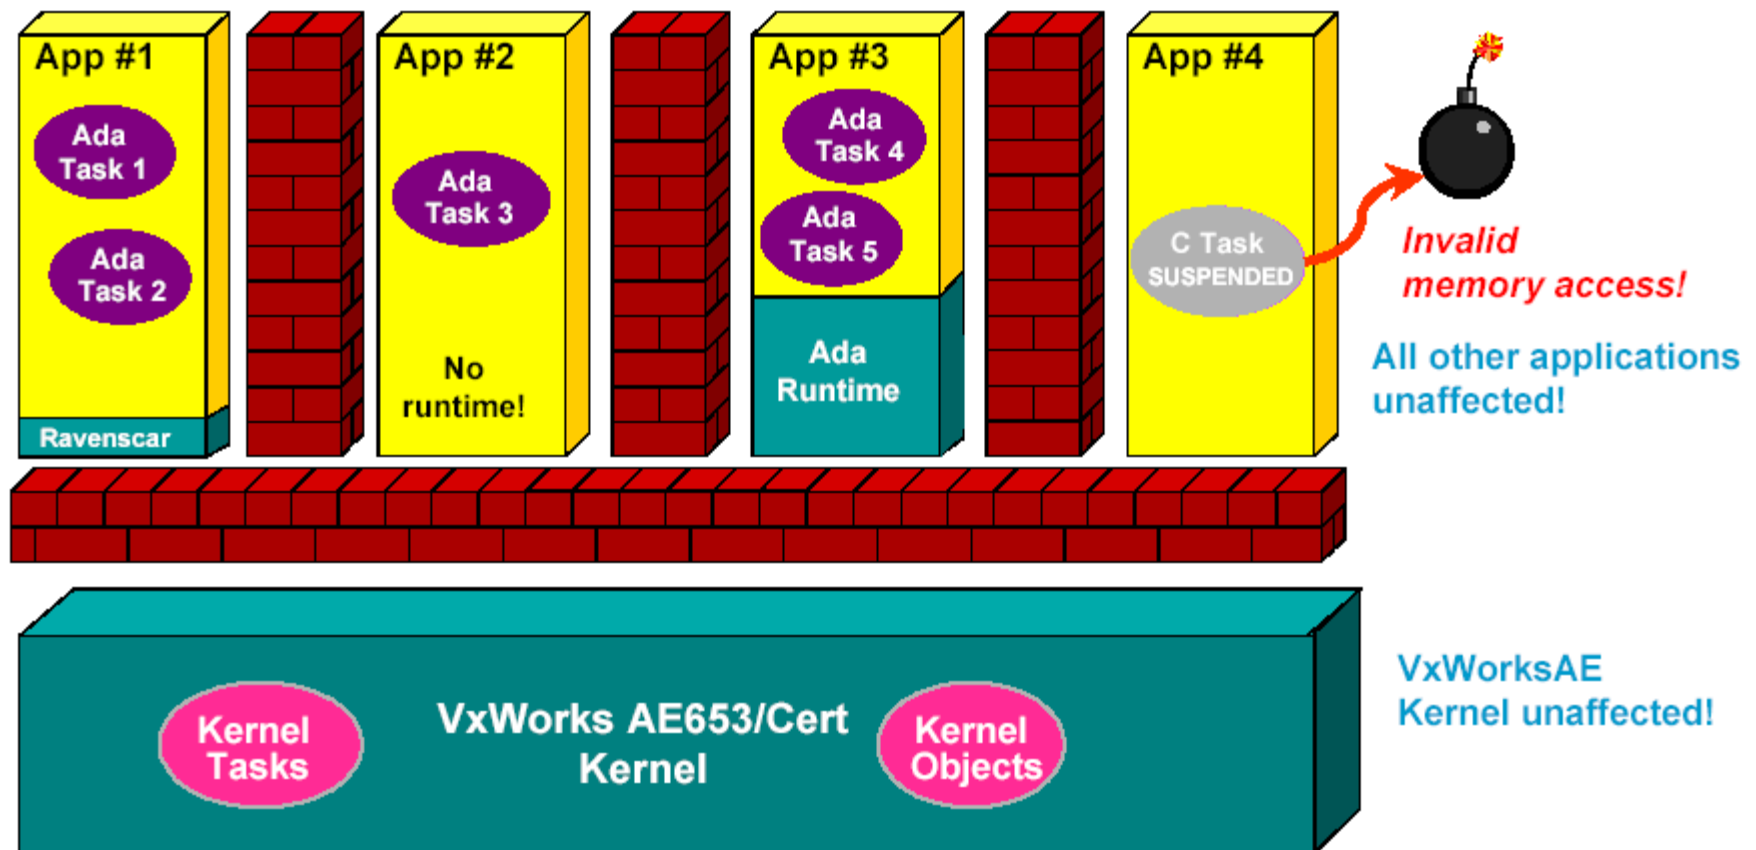 App #1
Ada
Task 1
Ada
Task 2
Ravenscar
App #2
Ada
Task 3
No
runtime!
App #3
Ada
Task 4
Ada
Task 5
Ada
Runtime
App #4
C Task
SUSPENDED
Invalid
memory access!
All other applications
unaffected!
Kernel
Tasks
VxWorks AE653/Cert
Kernel
Kernel
Objects
VxWorksAE
Kernel unaffected!